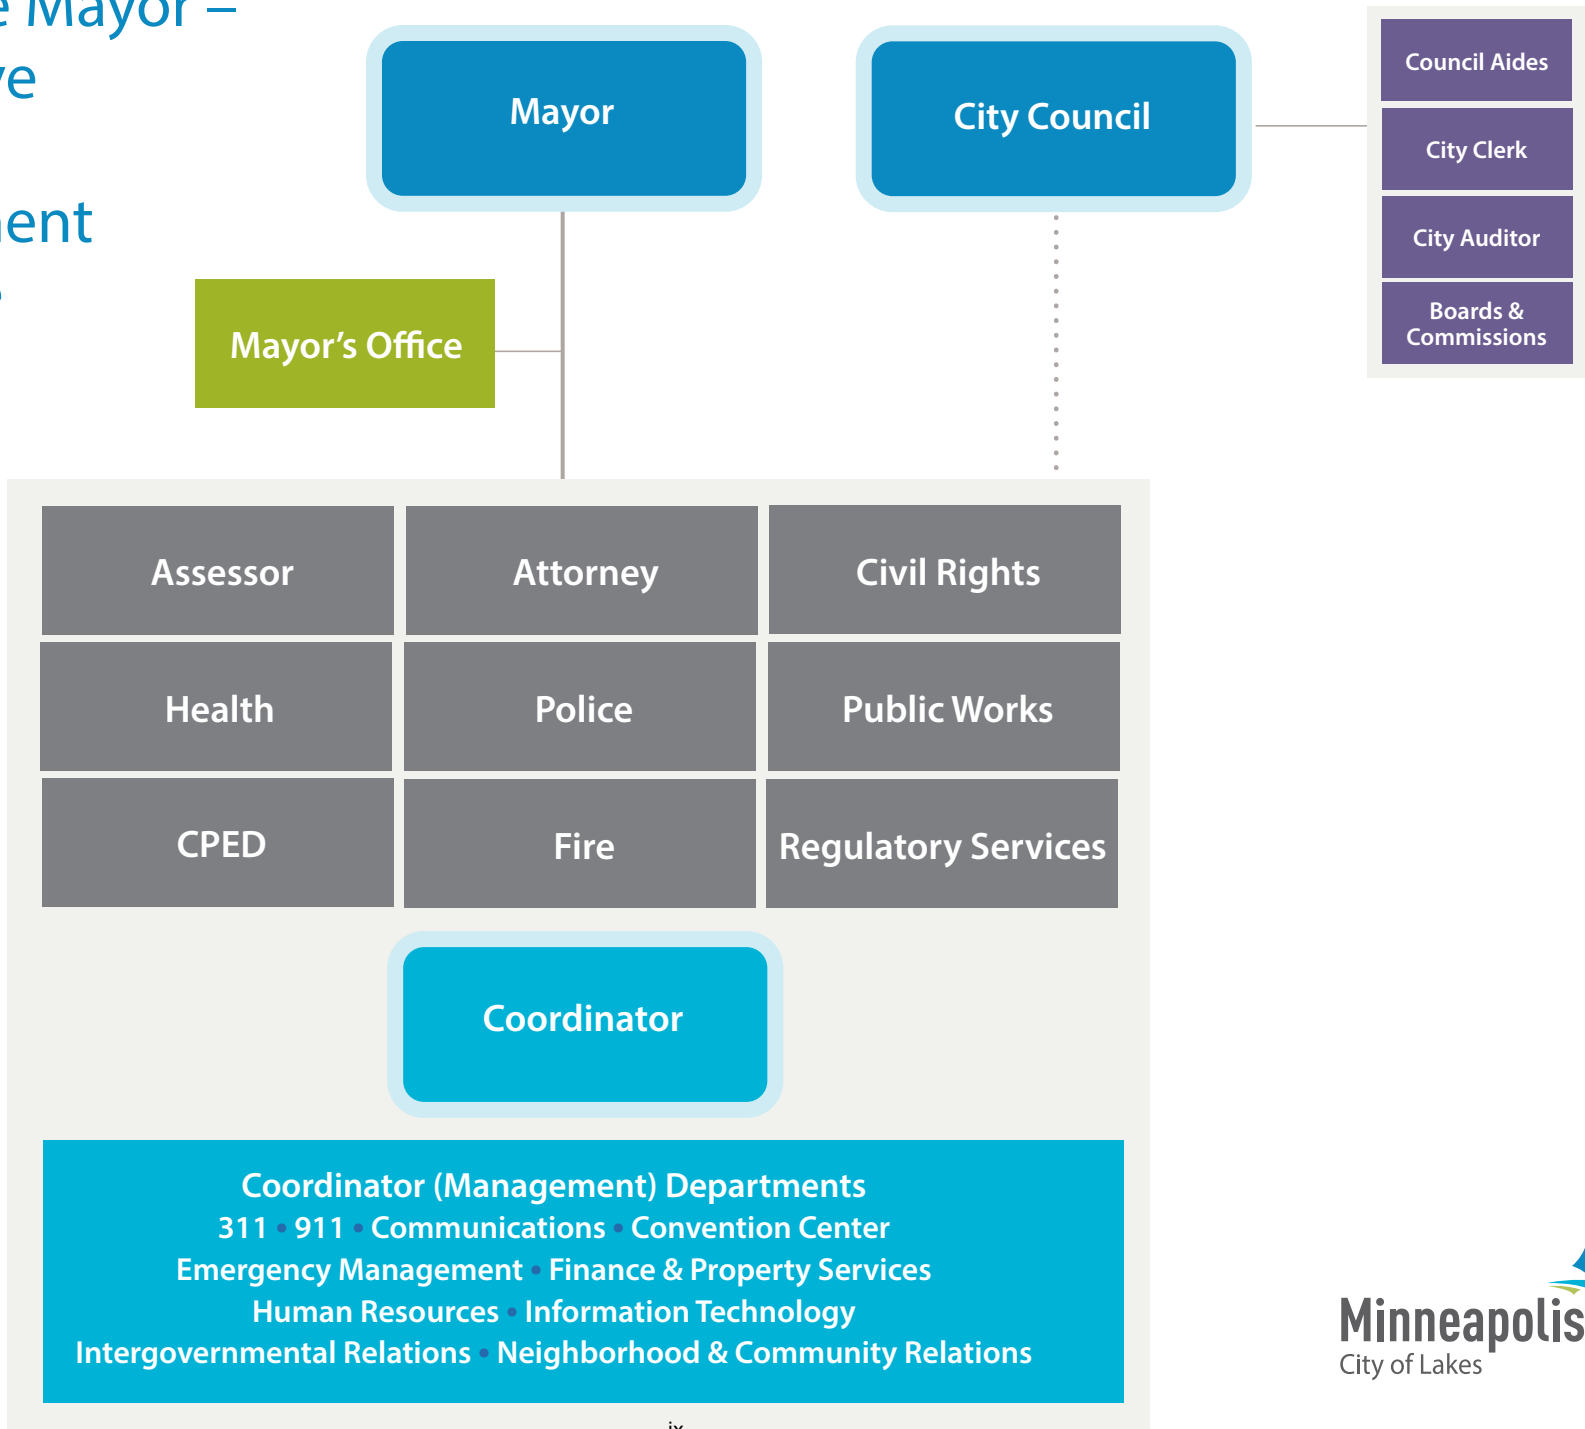 Mayor –
Mayor
City Council
Council Aides
City Clerk
City Auditor
Boards &
Commissions
Mayor's Office
Assessor
Attorney
Civil Rights
Health
Police
Public Works
CPED
Fire
Regulatory Services
Coordinator
Coordinator (Management) Departments
311 • 911 • Communications • Convention Center
Emergency Management • Finance & Property Services
Human Resources • Information Technology
Intergovernmental Relations • Neighborhood & Community Relations
Minneapolis
City of Lakes
ix